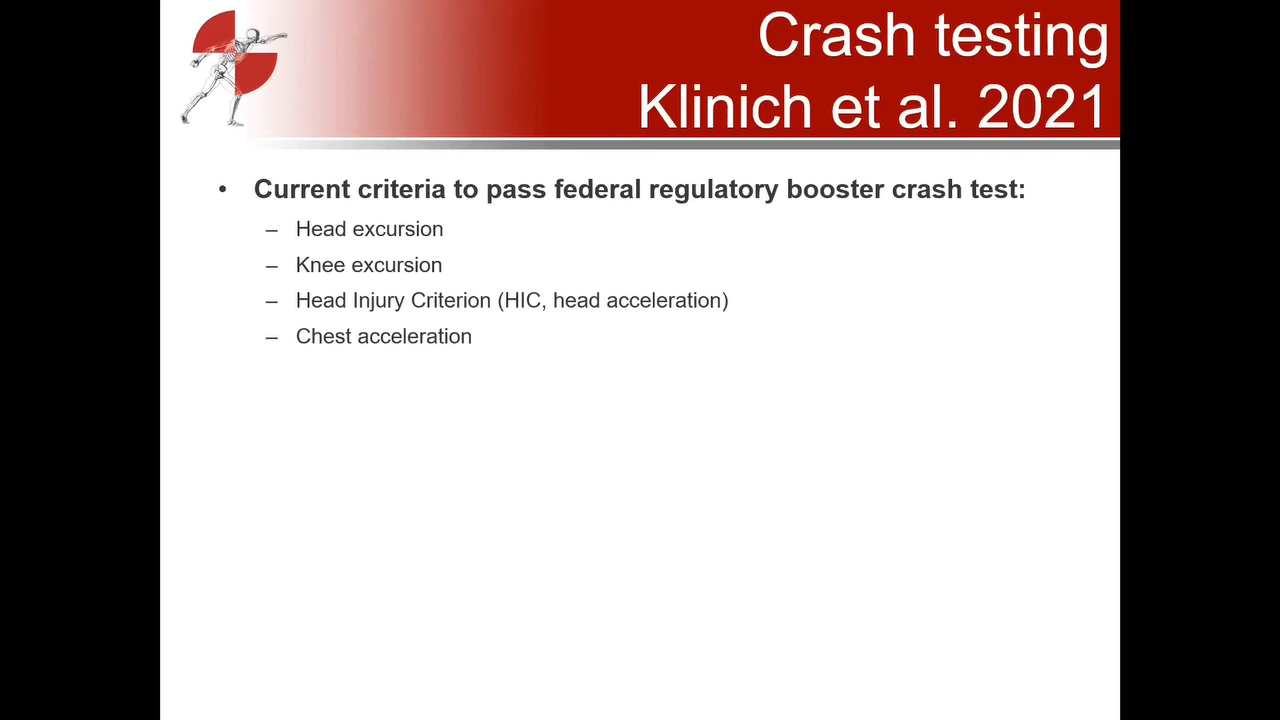 Crash testing
Klinich et al. 2021
• Current criteria to pass federal regulatory booster crash test:
– Head excursion
– Knee excursion
– Head Injury Criterion (HIC, head acceleration)
– Chest acceleration